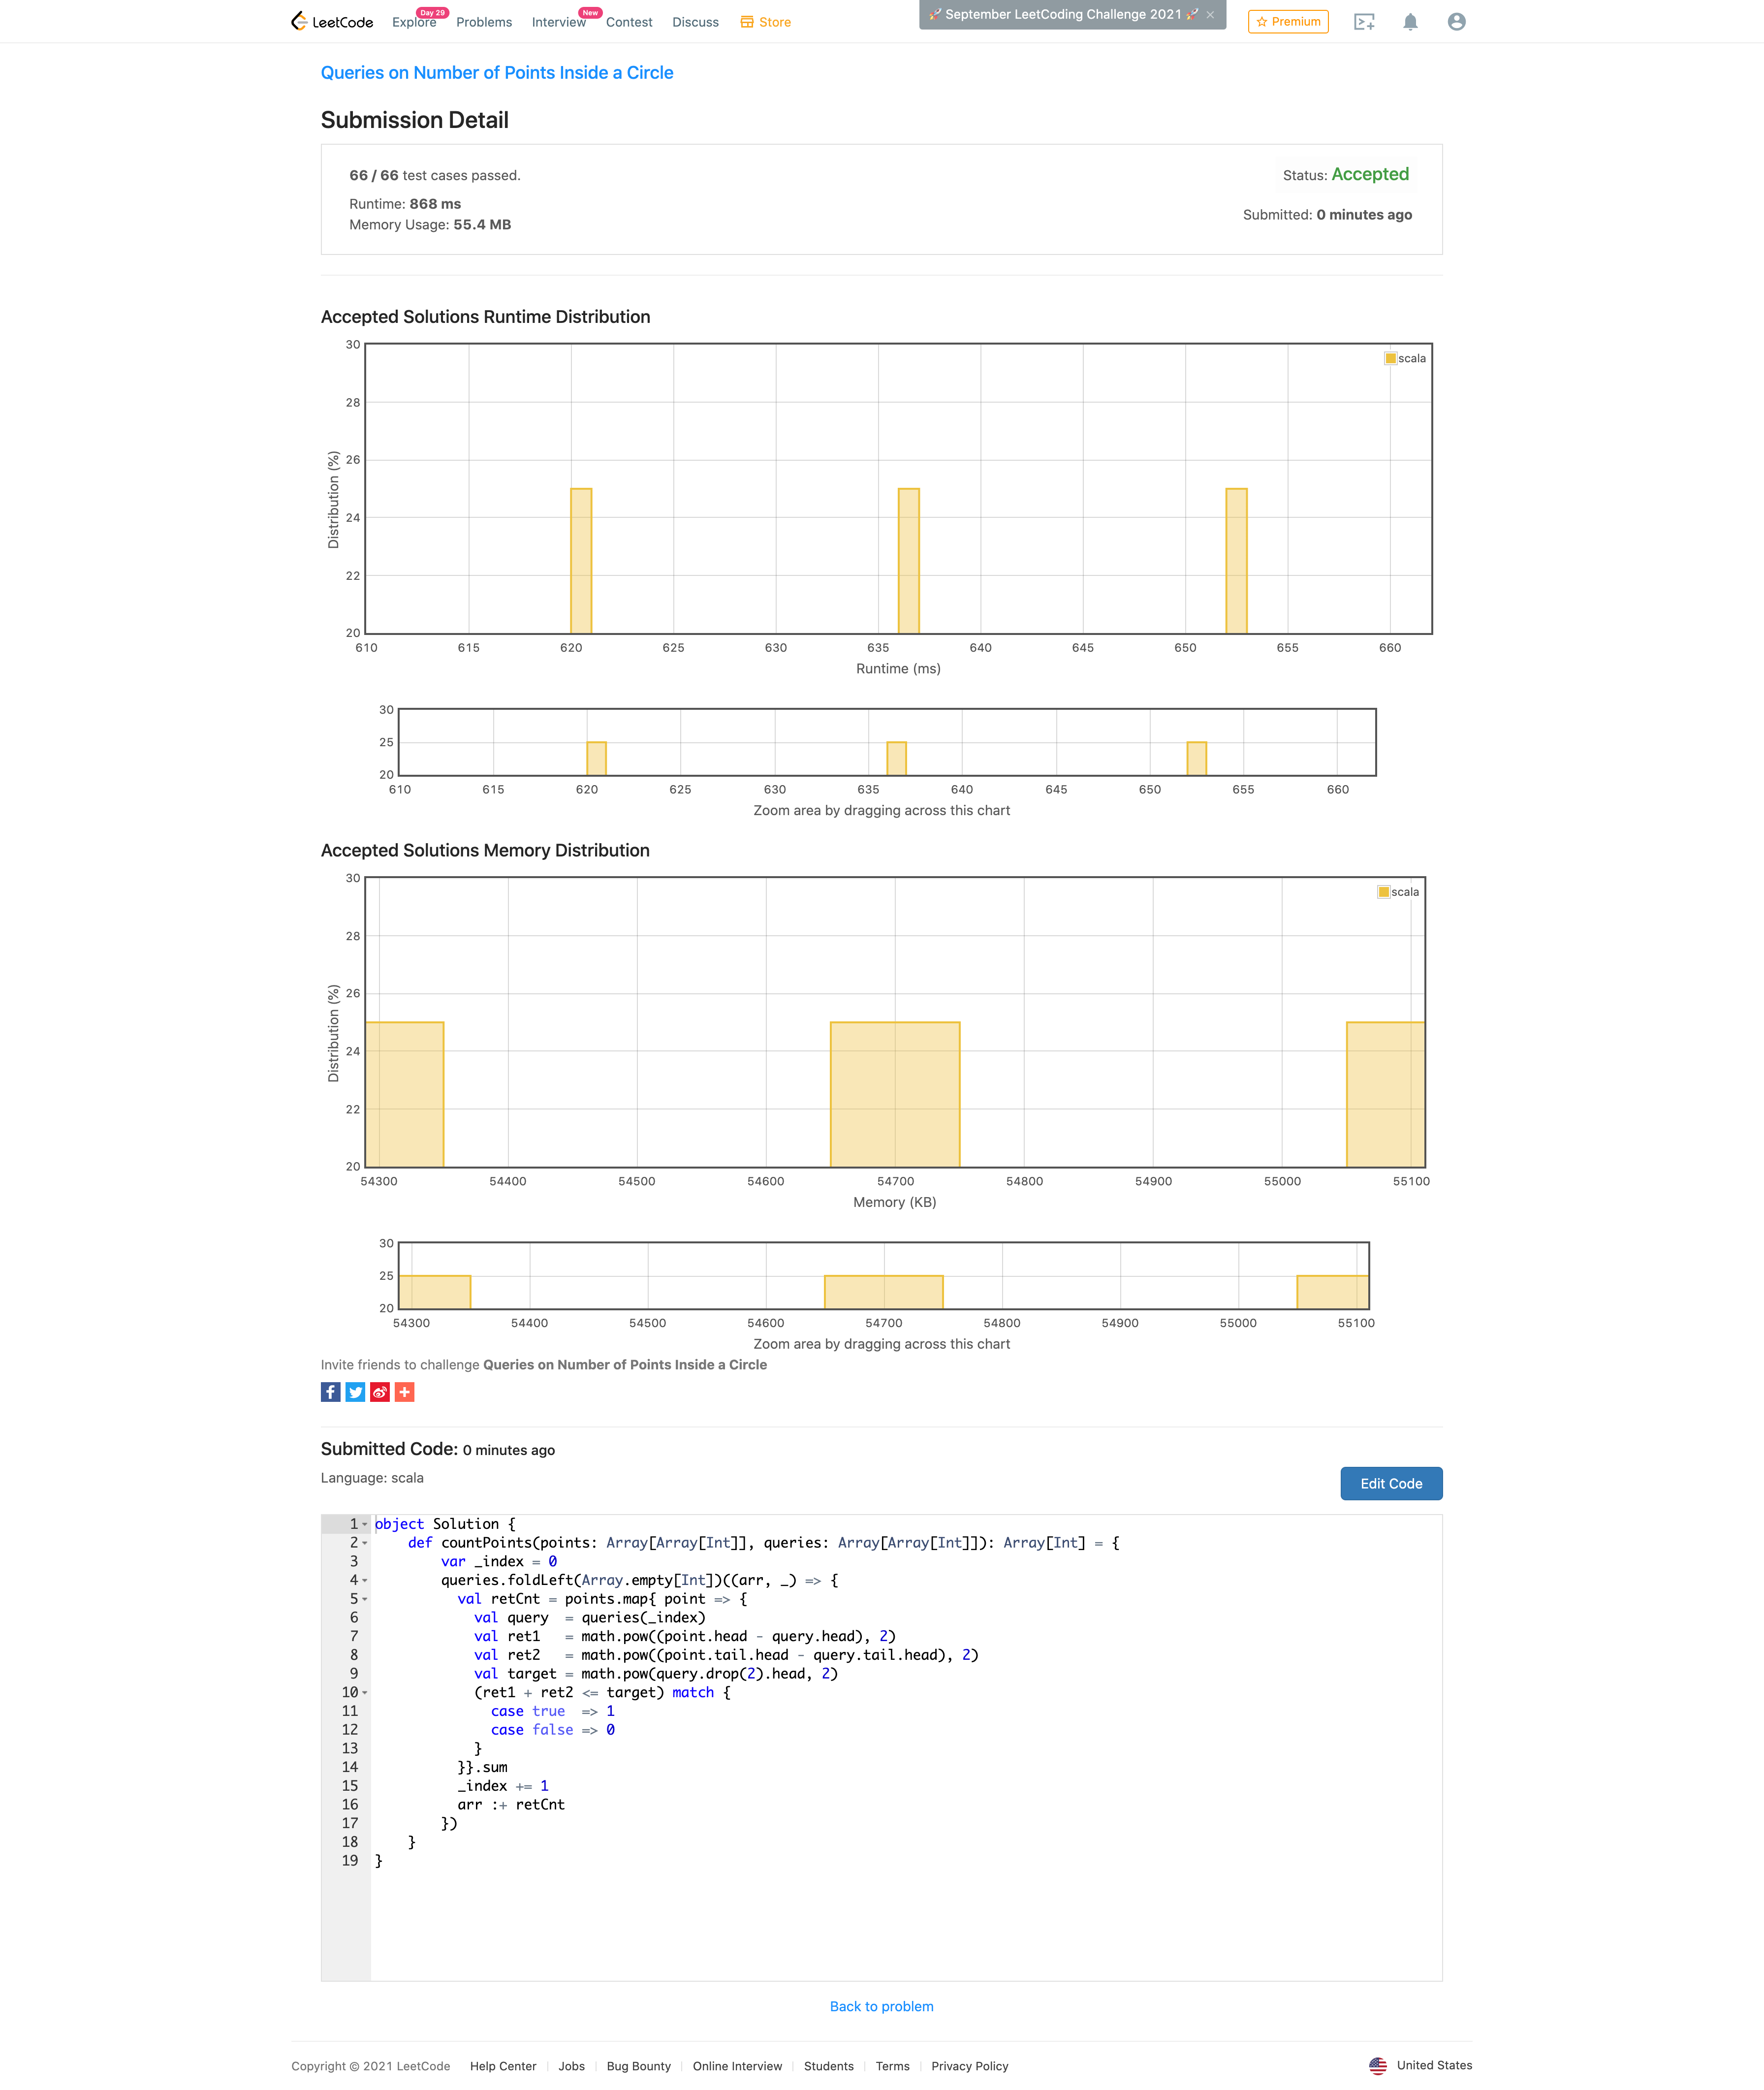 LeetCode Explore Day 29 Problems Interview New Contest Discuss Store 🚀 September LeetCoding Challenge 2021 🚀 × Premium
Queries on Number of Points Inside a Circle
Submission Detail
66 / 66 test cases passed. Status: Accepted
Runtime: 868 ms
Memory Usage: 55.4 MB
Submitted: 0 minutes ago
Accepted Solutions Runtime Distribution
scala
Distribution (%)
30
28
26
24
22
20
610 615 620 625 630 635 640 645 650 655 660
Runtime (ms)
30
25
20
610 615 620 625 630 635 640 645 650 655 660
Zoom area by dragging across this chart
Accepted Solutions Memory Distribution
scala
Distribution (%)
30
28
26
24
22
20
54300 54400 54500 54600 54700 54800 54900 55000 55100
Memory (KB)
30
25
20
54300 54400 54500 54600 54700 54800 54900 55000 55100
Zoom area by dragging across this chart
Invite friends to challenge Queries on Number of Points Inside a Circle
Submitted Code: 0 minutes ago
Language: scala
Edit Code
1 object Solution {
2 def countPoints(points: Array[Array[Int]], queries: Array[Array[Int]]): Array[Int] = {
3 var _index = 0
4 queries.foldLeft(Array.empty[Int])((arr, _) => {
5 val retCnt = points.map{ point => {
6 val query  = queries(_index)
7 val ret1   = math.pow((point.head - query.head), 2)
8 val ret2   = math.pow((point.tail.head - query.tail.head), 2)
9 val target = math.pow(query.drop(2).head, 2)
10 (ret1 + ret2 <= target) match {
11 case true  => 1
12 case false => 0
13 }
14 }}.sum
15 _index += 1
16 arr :+ retCnt
17 })
18 }
19 }
Back to problem
Copyright © 2021 LeetCode Help Center Jobs Bug Bounty Online Interview Students Terms Privacy Policy United States